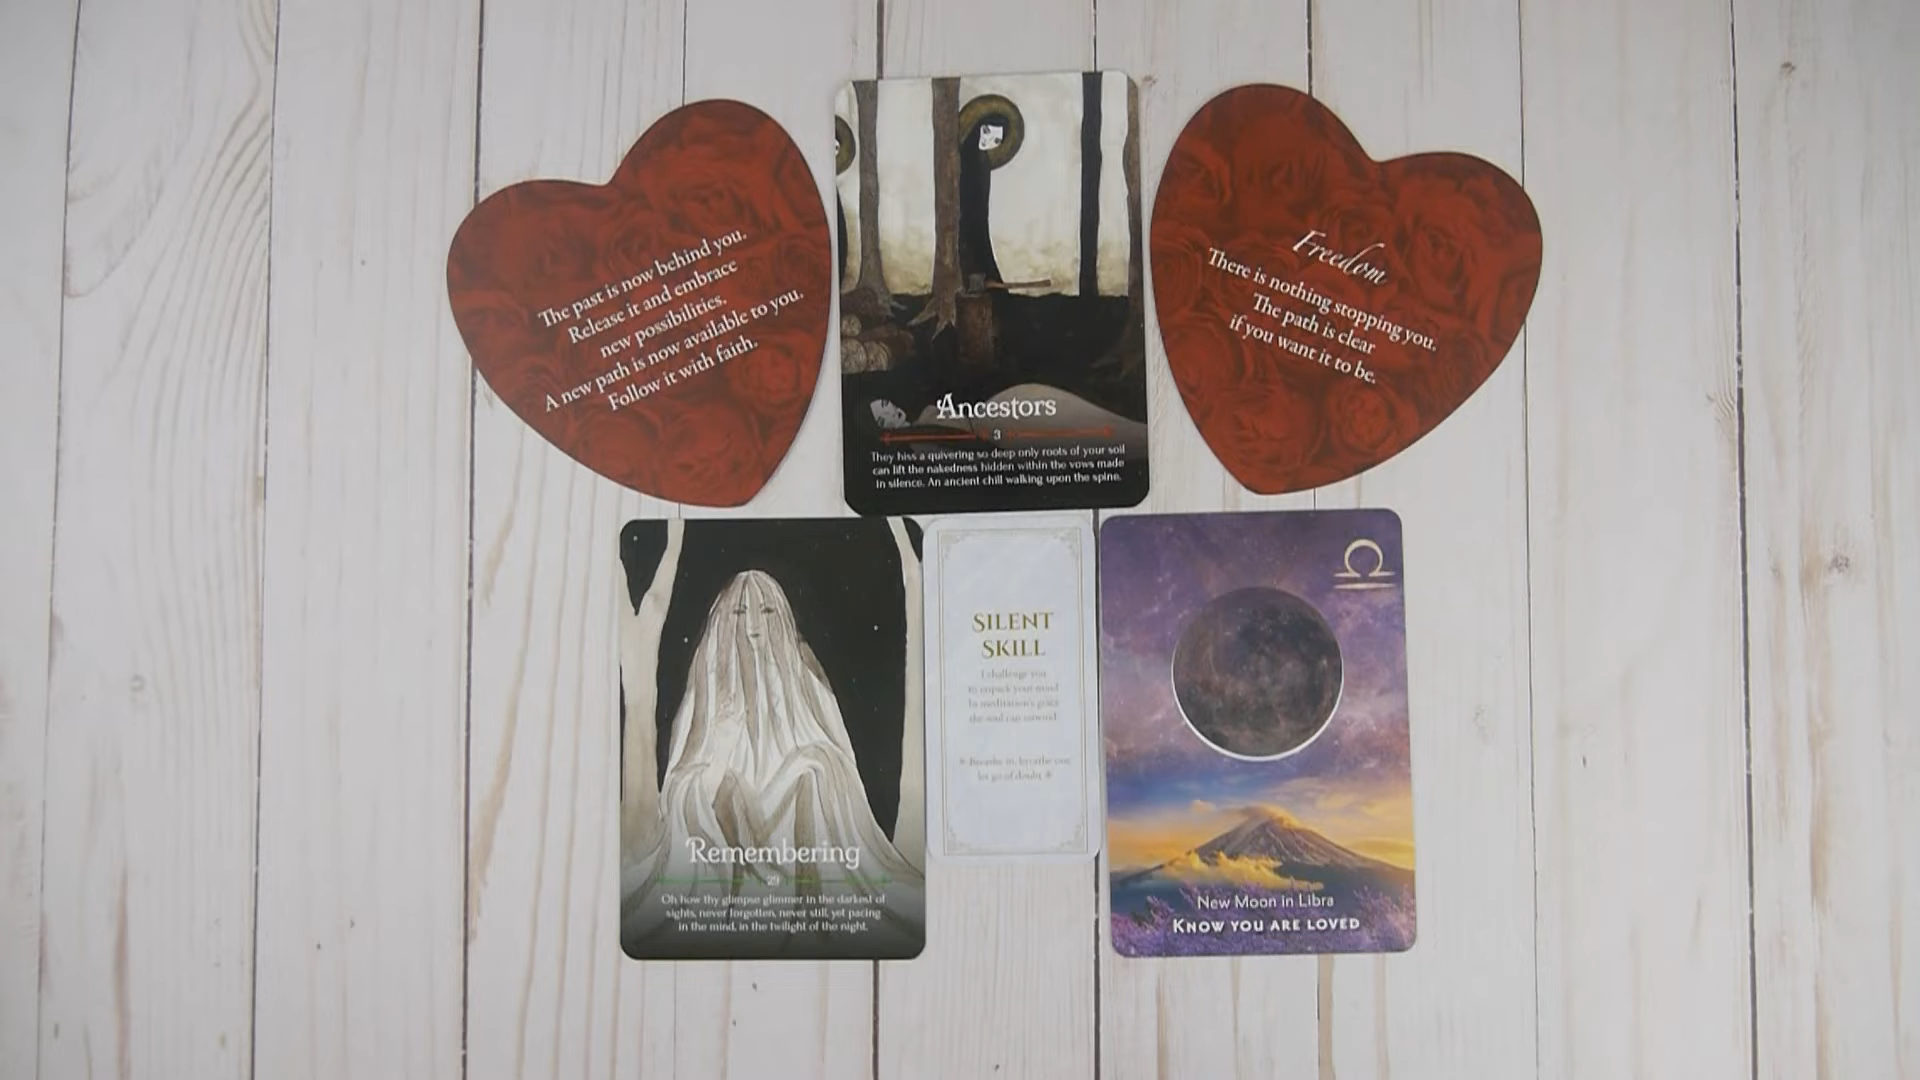 The past is now behind you.
Release it and embrace
new possibilities.
A new path is now available to you.
Follow it with faith.
Ancestors
3
They hiss a quivering so deep only roots of your soil
can lift the nakedness hidden within the vows made
in silence. An ancient chill walking upon the spine.
Freedom
There is nothing stopping you.
The path is clear
if you want it to be.
Remembering
29
Oh how thy glimpse glimmer in the darkest of
sights, never forgotten, never still, yet pacing
in the mind, in the twilight of the night.
SILENT
SKILL
I challenge you
to unpack your mind
In meditation's grace
the soul can unwind
Breathe in, breathe out
let go of doubt
New Moon in Libra
KNOW YOU ARE LOVED